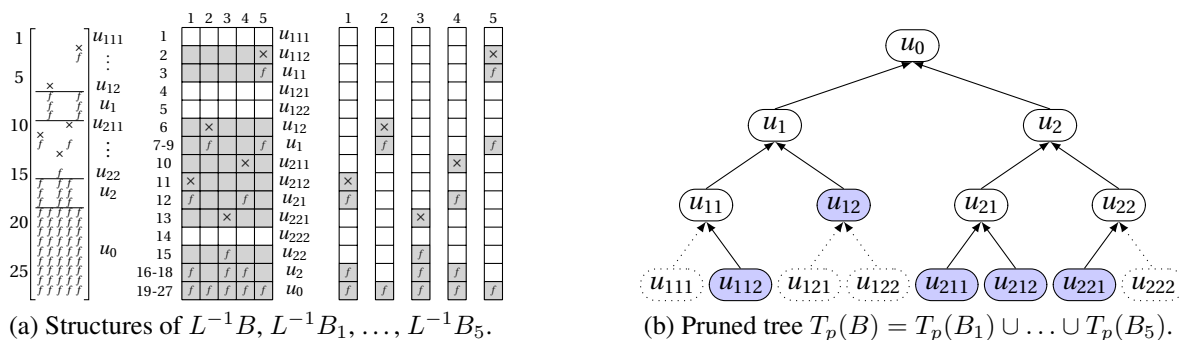 1 × u₁₁₁
f ⋮
5 × u₁₂
f f
f f u₁
f f
10 × u₂₁₁
×
f f ⋮
×
15 f u₂₂
f f f u₂
f f f
f f f
f f f f f
20 f f f f f
f f f f f
f f f f f u₀
f f f f f
f f f f f
25 f f f f f
f f f f f
f f f f f
1 2 3 4 5 1 2 3 4 5
1 u₁₁₁
2 × u₁₁₂ ×
3 f u₁₁ f
4 u₁₂₁
5 u₁₂₂
6 × u₁₂ ×
7-9 f f u₁ f f
10 × u₂₁₁ ×
11 × u₂₁₂ ×
12 f f u₂₁ f f
13 × u₂₂₁ ×
14 u₂₂₂
15 f u₂₂ f
16-18 f f f u₂ f f f
19-27 f f f f f u₀ f f f f f
(a) Structures of L⁻¹B, L⁻¹B₁, ..., L⁻¹B₅.
u₀
u₁ u₂
u₁₁ u₁₂ u₂₁ u₂₂
u₁₁₁ u₁₁₂ u₁₂₁ u₁₂₂ u₂₁₁ u₂₁₂ u₂₂₁ u₂₂₂
(b) Pruned tree Tₚ(B) = Tₚ(B₁) ∪ ... ∪ Tₚ(B₅).